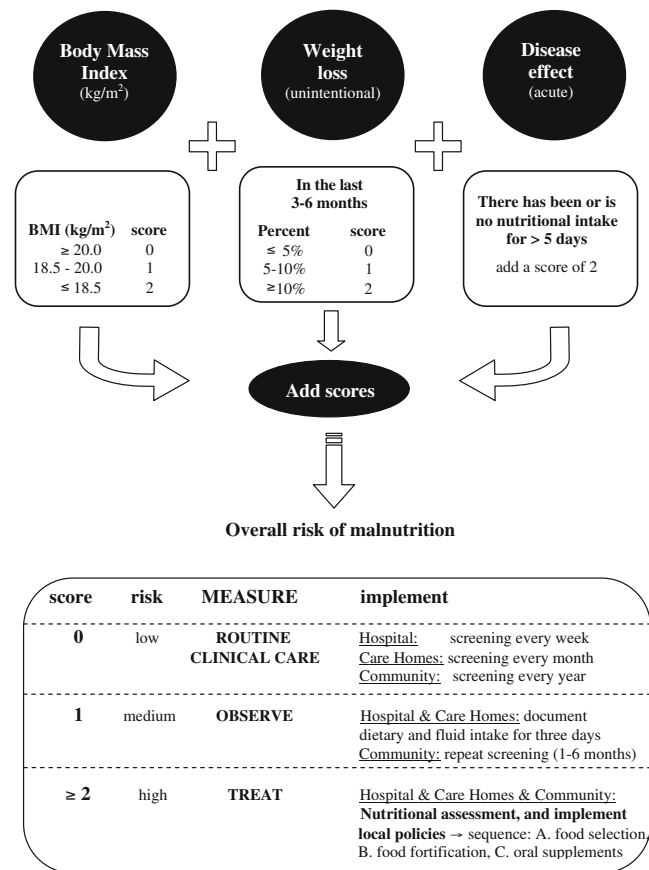 Body Mass
Index
(kg/m²)
Weight
loss
(unintentional)
Disease
effect
(acute)
BMI (kg/m²) score
≥ 20.0 0
18.5 - 20.0 1
≤ 18.5 2
In the last
3-6 months
Percent score
≤ 5% 0
5-10% 1
≥10% 2
There has been or is
no nutritional intake
for > 5 days
add a score of 2
Add scores
Overall risk of malnutrition
score risk MEASURE implement
0 low ROUTINE Hospital: screening every week
CLINICAL CARE Care Homes: screening every month
Community: screening every year
1 medium OBSERVE Hospital & Care Homes: document
dietary and fluid intake for three days
Community: repeat screening (1-6 months)
≥ 2 high TREAT Hospital & Care Homes & Community:
Nutritional assessment, and implement
local policies → sequence: A. food selection,
B. food fortification, C. oral supplements